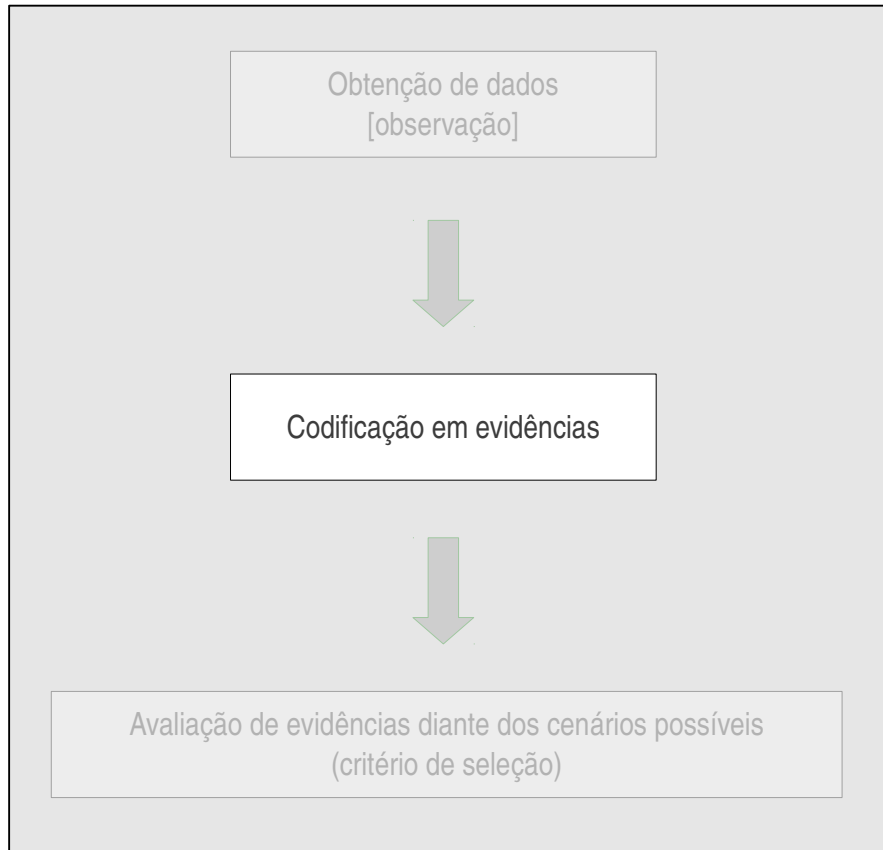 Obtenção de dados
[observação]
Codificação em evidências
Avaliação de evidências diante dos cenários possíveis
(critério de seleção)